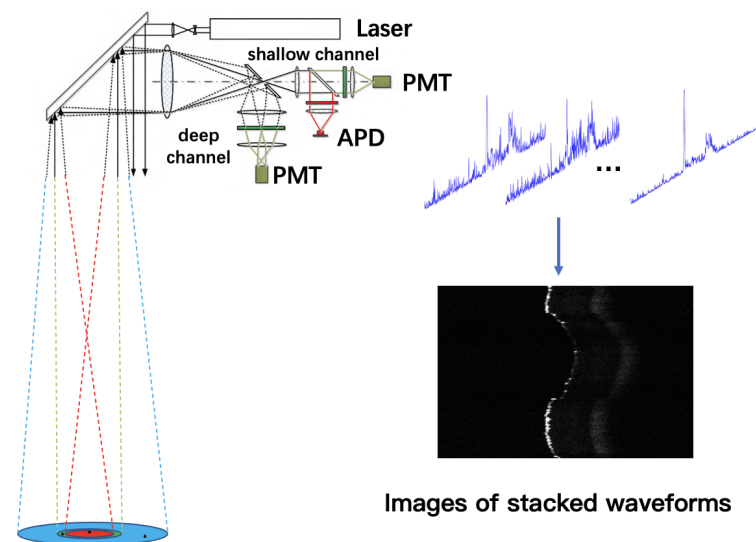 Laser
shallow channel
PMT
deep
channel
APD
PMT
...
Images of stacked waveforms